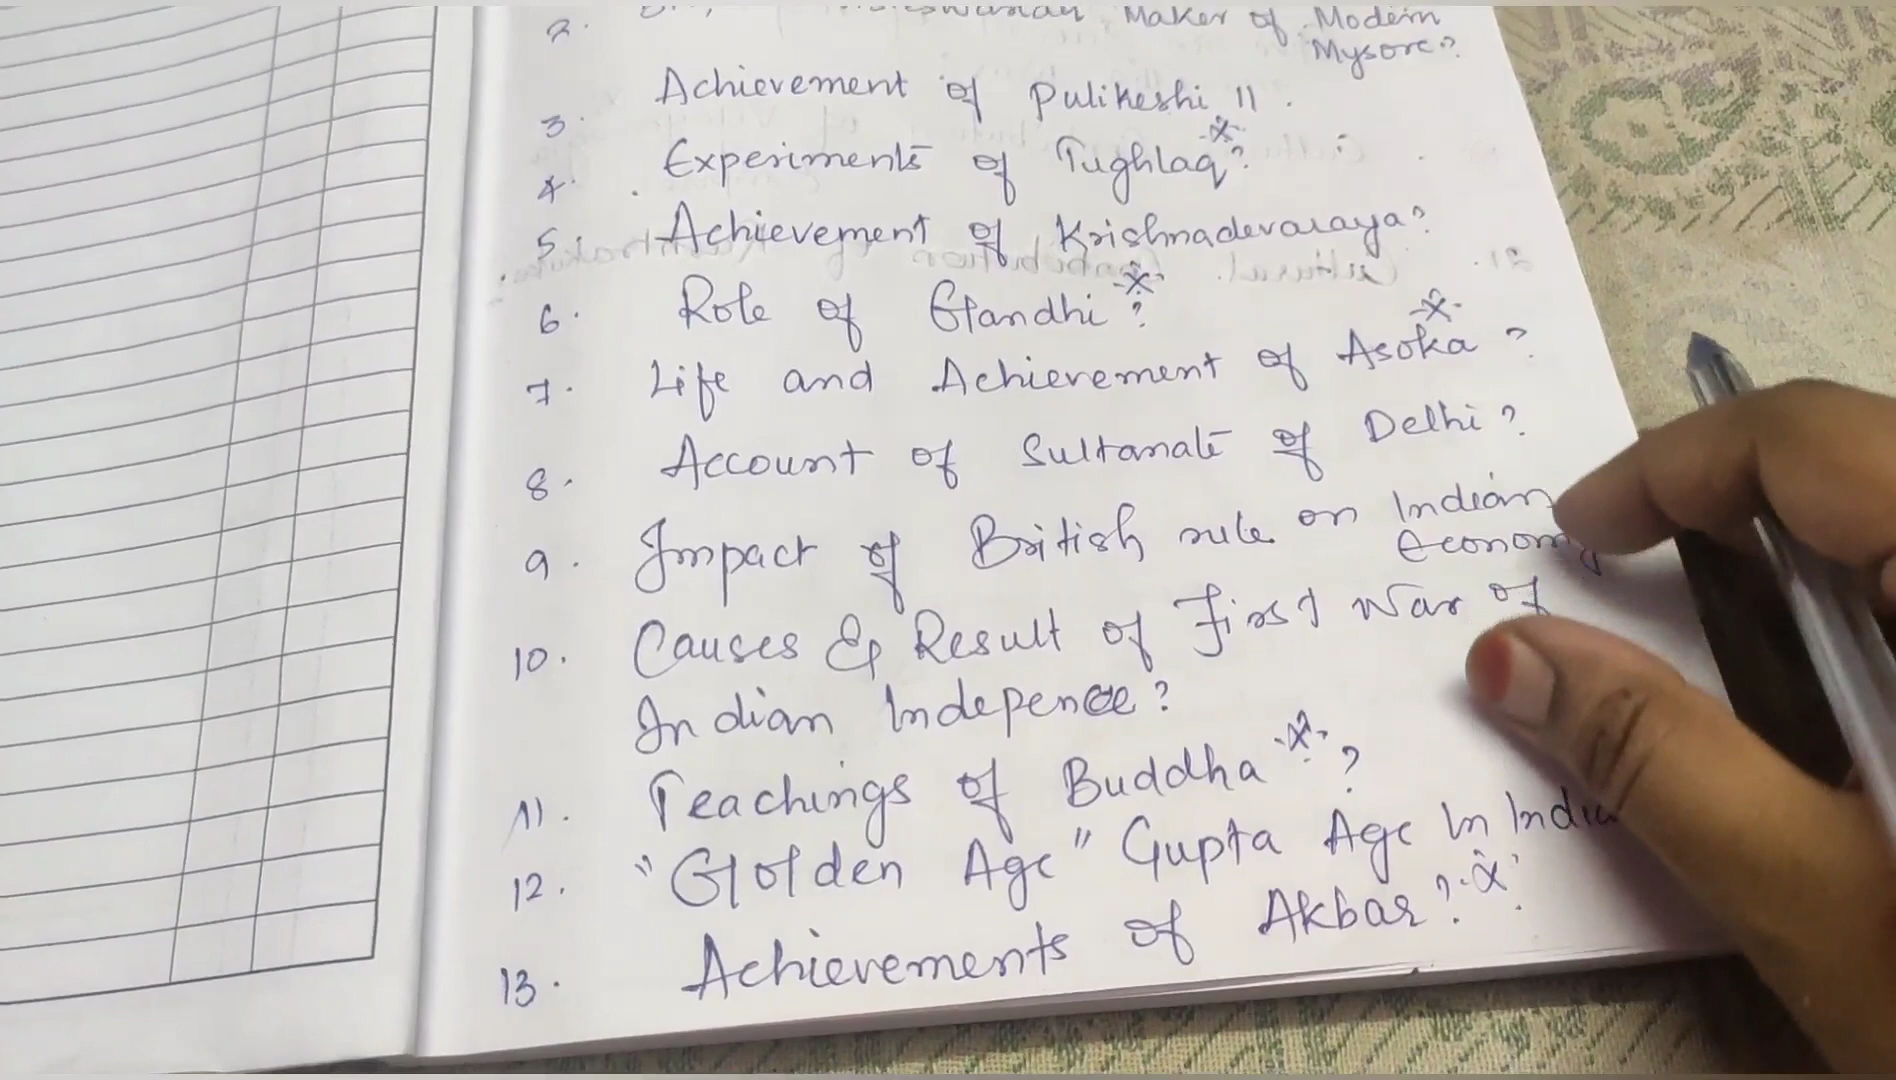 2. Maker of Modern
Mysore?
3. Achievement of Pulikeshi II.
4. Experiments of Tughlaq?
5. Achievement of Krishnadevaraya?
6. Role of Gandhi?
7. Life and Achievement of Asoka?
8. Account of Sultanate of Delhi?
9. Impact of British rule on Indian
economy
10. Causes & Result of First War of
Indian Indepence?
11. Teachings of Buddha?
12. "Golden Age" Gupta Age In India
13. Achievements of Akbar?